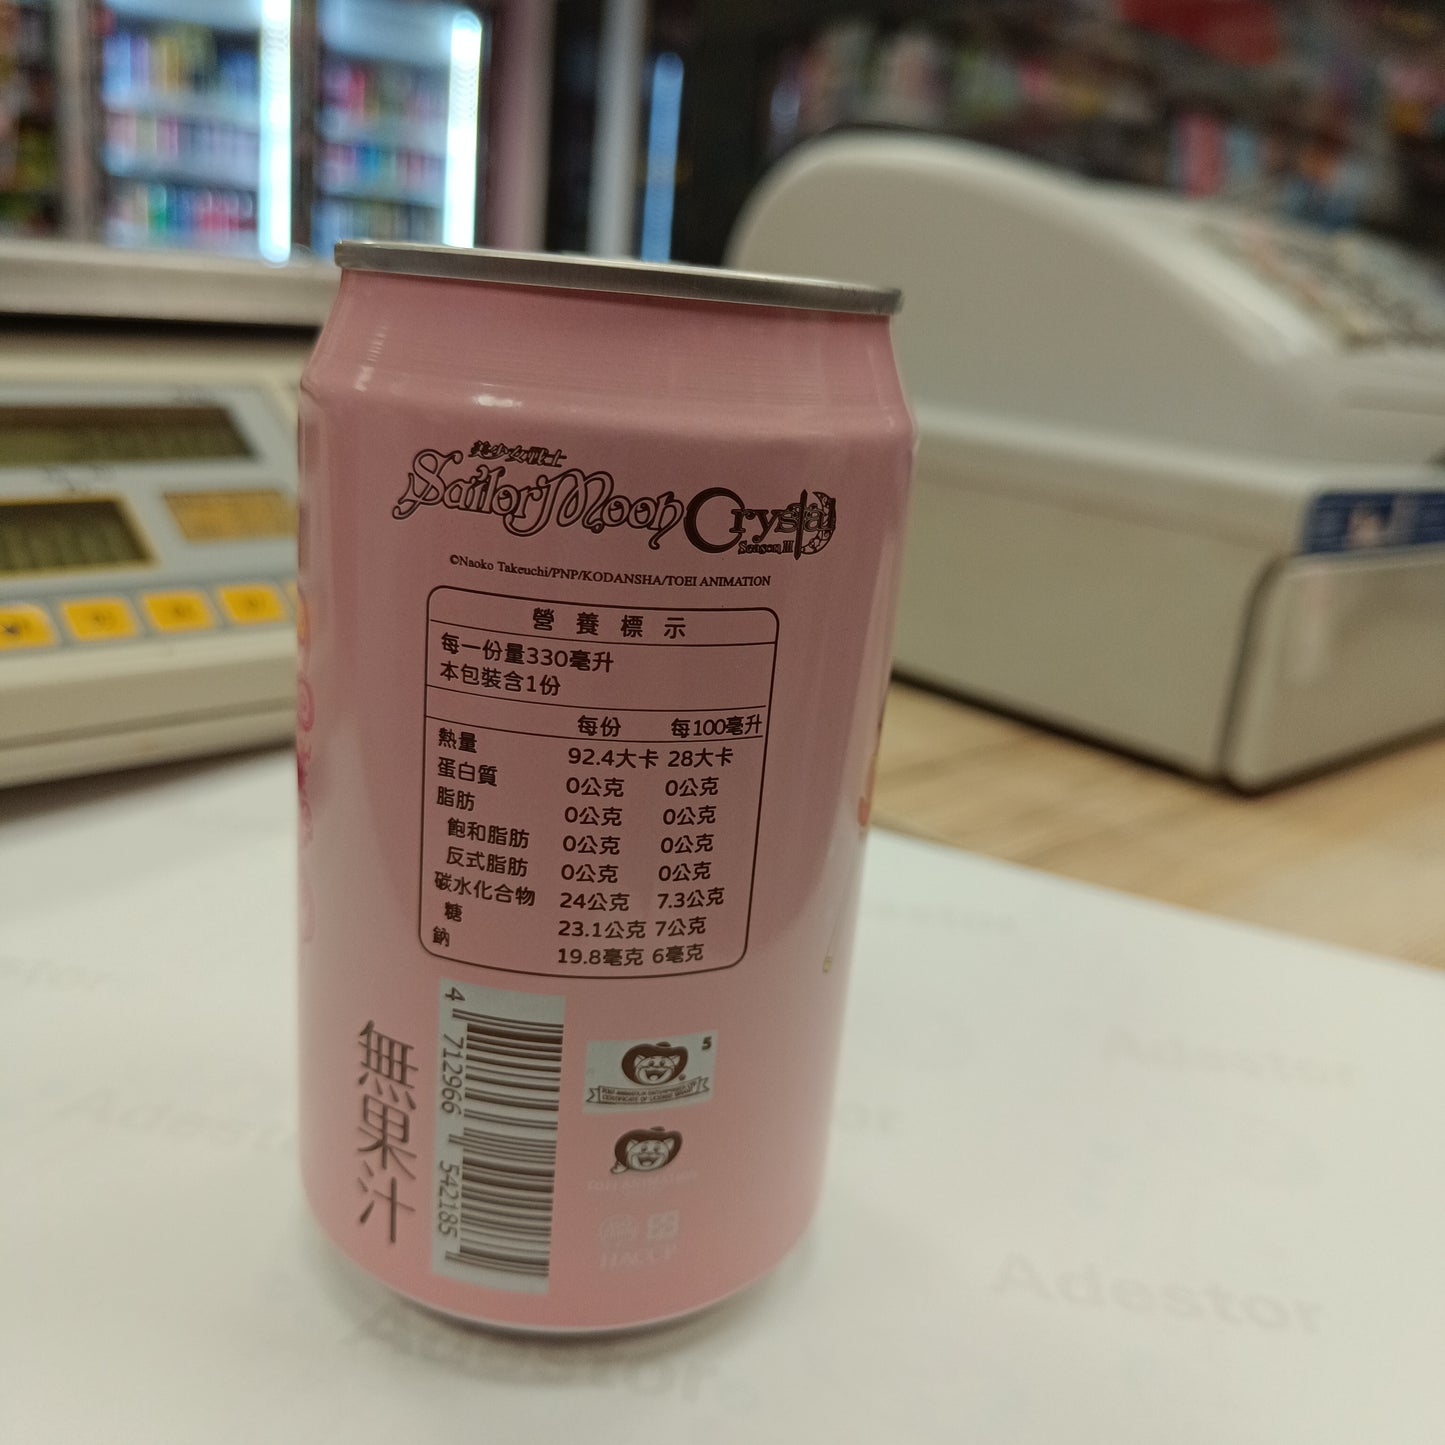 美少女戦士
Sailor Moon Crystal
Season III
©Naoko Takeuchi/PNP/KODANSHA/TOEI ANIMATION
營養標示
每一份量330毫升
本包裝含1份
每份 每100毫升
熱量 92.4大卡 28大卡
蛋白質 0公克 0公克
脂肪 0公克 0公克
飽和脂肪 0公克 0公克
反式脂肪 0公克 0公克
碳水化合物 24公克 7.3公克
糖 23.1公克 7公克
鈉 19.8毫克 6毫克
無果汁
4 712966 542185
5
TOEI ANIMATION
HACCP
Adestor
Adestor
Adestor